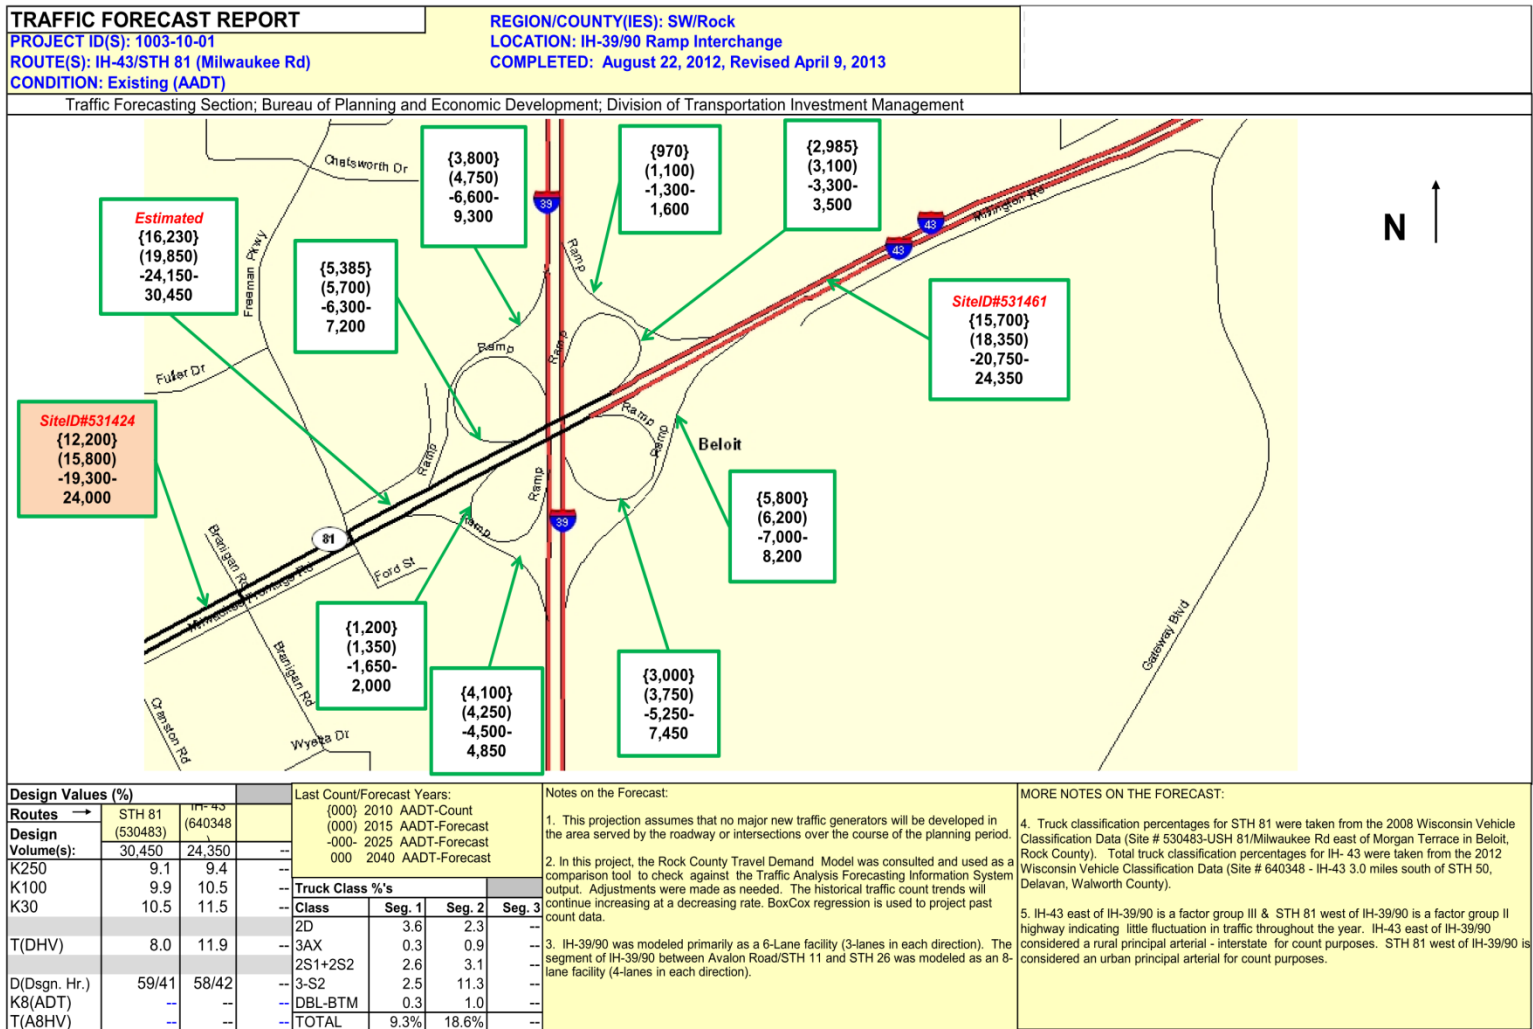 TRAFFIC FORECAST REPORT
PROJECT ID(S): 1003-10-01
ROUTE(S): IH-43/STH 81 (Milwaukee Rd)
CONDITION: Existing (AADT)
REGION/COUNTY(IES): SW/Rock
LOCATION: IH-39/90 Ramp Interchange
COMPLETED: August 22, 2012, Revised April 9, 2013
Traffic Forecasting Section; Bureau of Planning and Economic Development; Division of Transportation Investment Management
Chatsworth Dr
{3,800}
(4,750)
-6,600-
9,300
39
{970}
(1,100)
-1,300-
1,600
{2,985}
(3,100)
-3,300-
3,500
Millington Rd
43
43
N
Estimated
{16,230}
(19,850)
-24,150-
30,450
Freeman Pkwy
{5,385}
(5,700)
-6,300-
7,200
Ramp
Ramp
Ramp
SiteID#531461
{15,700}
(18,350)
-20,750-
24,350
Fuller Dr
SiteID#531424
{12,200}
(15,800)
-19,300-
24,000
Ramp
Ramp
Beloit
Ramp
Ramp
Ramp
39
81
{5,800}
(6,200)
-7,000-
8,200
Branigan Rd
Ford St
{1,200}
(1,350)
-1,650-
2,000
{4,100}
(4,250)
-4,500-
4,850
{3,000}
(3,750)
-5,250-
7,450
Gateway Blvd
Branigan Rd
Cranston Rd
Wyetta Dr
Design Values (%)
Routes → STH 81 (530483) IH- 43 (640348 )
Design
Volume(s): 30,450 24,350 --
K250 9.1 9.4 --
K100 9.9 10.5 --
K30 10.5 11.5 --
T(DHV) 8.0 11.9 --
D(Dsgn. Hr.) 59/41 58/42 --
K8(ADT) -- -- --
T(A8HV) -- -- --
Last Count/Forecast Years:
{000} 2010 AADT-Count
(000) 2015 AADT-Forecast
-000- 2025 AADT-Forecast
000 2040 AADT-Forecast
Truck Class %'s
Class Seg. 1 Seg. 2 Seg. 3
2D 3.6 2.3 --
3AX 0.3 0.9 --
2S1+2S2 2.6 3.1 --
3-S2 2.5 11.3 --
DBL-BTM 0.3 1.0 --
TOTAL 9.3% 18.6% --
Notes on the Forecast:
1. This projection assumes that no major new traffic generators will be developed in
the area served by the roadway or intersections over the course of the planning period.
2. In this project, the Rock County Travel Demand Model was consulted and used as a
comparison tool to check against the Traffic Analysis Forecasting Information System
output. Adjustments were made as needed. The historical traffic count trends will
continue increasing at a decreasing rate. BoxCox regression is used to project past
count data.
3. IH-39/90 was modeled primarily as a 6-Lane facility (3-lanes in each direction). The
segment of IH-39/90 between Avalon Road/STH 11 and STH 26 was modeled as an 8-
lane facility (4-lanes in each direction).
MORE NOTES ON THE FORECAST:
4. Truck classification percentages for STH 81 were taken from the 2008 Wisconsin Vehicle
Classification Data (Site # 530483-USH 81/Milwaukee Rd east of Morgan Terrace in Beloit,
Rock County). Total truck classification percentages for IH- 43 were taken from the 2012
Wisconsin Vehicle Classification Data (Site # 640348 - IH-43 3.0 miles south of STH 50,
Delavan, Walworth County).
5. IH-43 east of IH-39/90 is a factor group III & STH 81 west of IH-39/90 is a factor group II
highway indicating little fluctuation in traffic throughout the year. IH-43 east of IH-39/90
considered a rural principal arterial - interstate for count purposes. STH 81 west of IH-39/90 is
considered an urban principal arterial for count purposes.